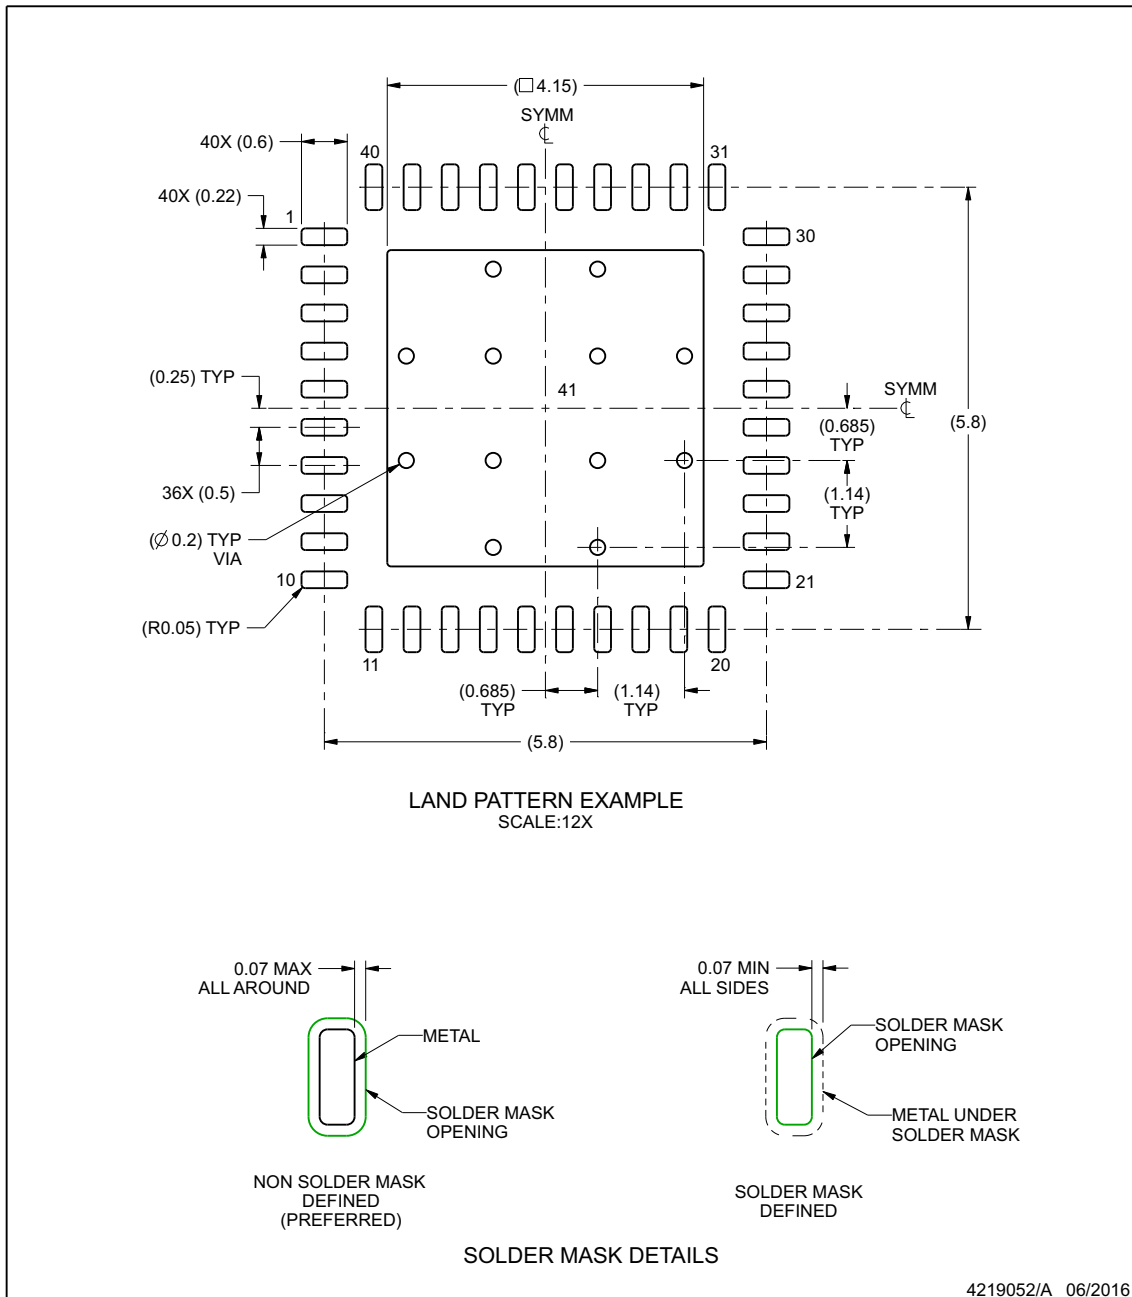 (□ 4.15)
SYMM
℄
40X (0.6)
40
31
40X (0.22)
1
30
(0.25) TYP
41
SYMM
℄
(0.685)
TYP
(5.8)
36X (0.5)
(1.14)
TYP
(∅ 0.2) TYP
VIA
10
21
(R0.05) TYP
11
20
(0.685)
TYP
(1.14)
TYP
(5.8)
LAND PATTERN EXAMPLE
SCALE:12X
0.07 MAX
ALL AROUND
METAL
SOLDER MASK
OPENING
NON SOLDER MASK
DEFINED
(PREFERRED)
0.07 MIN
ALL SIDES
SOLDER MASK
OPENING
METAL UNDER
SOLDER MASK
SOLDER MASK
DEFINED
SOLDER MASK DETAILS
4219052/A 06/2016